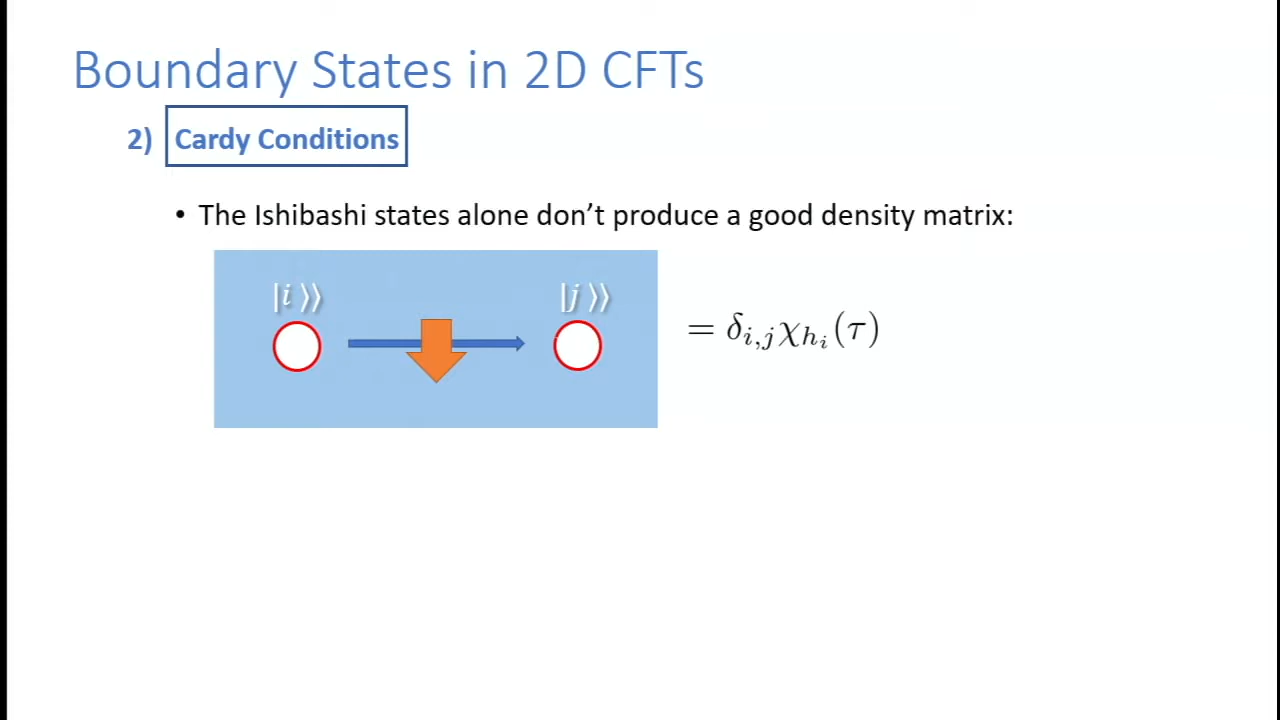 Boundary States in 2D CFTs
2) Cardy Conditions
• The Ishibashi states alone don’t produce a good density matrix:
|i⟩⟩ |j⟩⟩
= δ_{i,j}χ_{h_i}(τ)